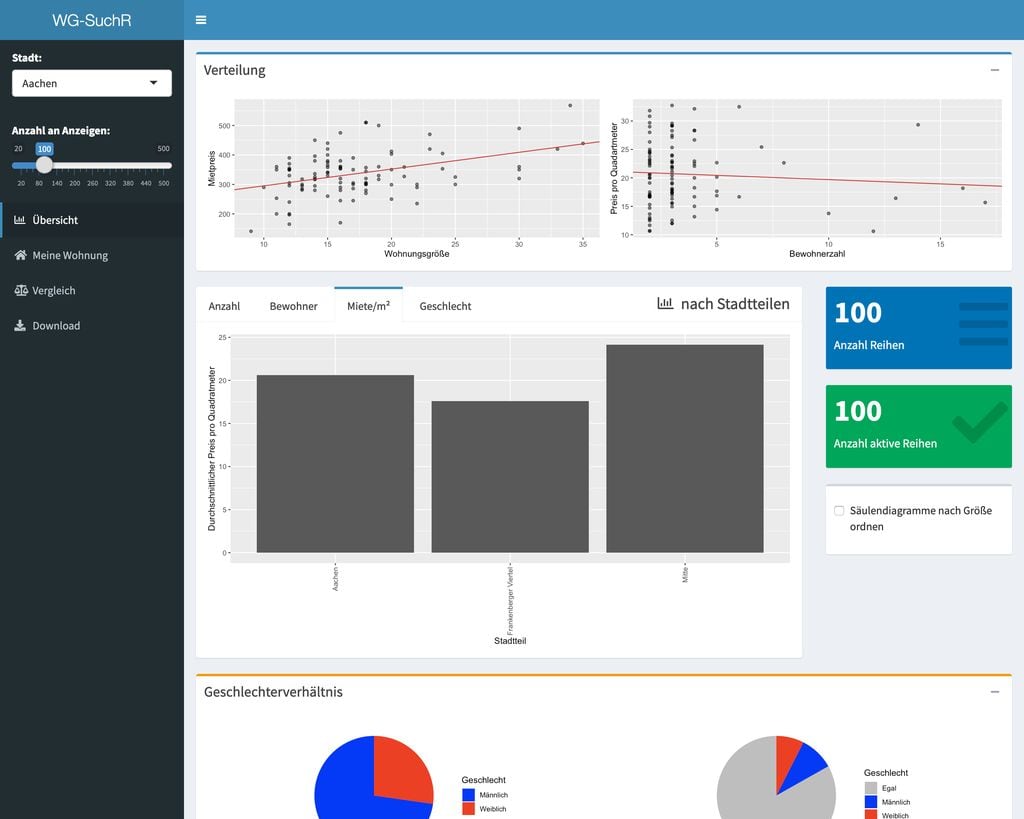 WG-SuchR
Stadt:
Aachen
Anzahl an Anzeigen:
20 100 500
20 80 140 200 260 320 380 440 500
Übersicht
Meine Wohnung
Vergleich
Download
Verteilung
Mietpreis
500
400
300
200
10 15 20 25 30 35
Wohnungsgröße
Preis pro Quadartmeter
30
25
20
15
10
5 10 15
Bewohnerzahl
Anzahl Bewohner Miete/m² Geschlecht
nach Stadtteilen
Durchschnittlicher Preis pro Quadratmeter
25
20
15
10
5
0
Aachen
Frankenberger Viertel
Mitte
Stadtteil
100
Anzahl Reihen
100
Anzahl aktive Reihen
Säulendiagramme nach Größe
ordnen
Geschlechterverhältnis
Geschlecht
Männlich
Weiblich
Geschlecht
Egal
Männlich
Weiblich